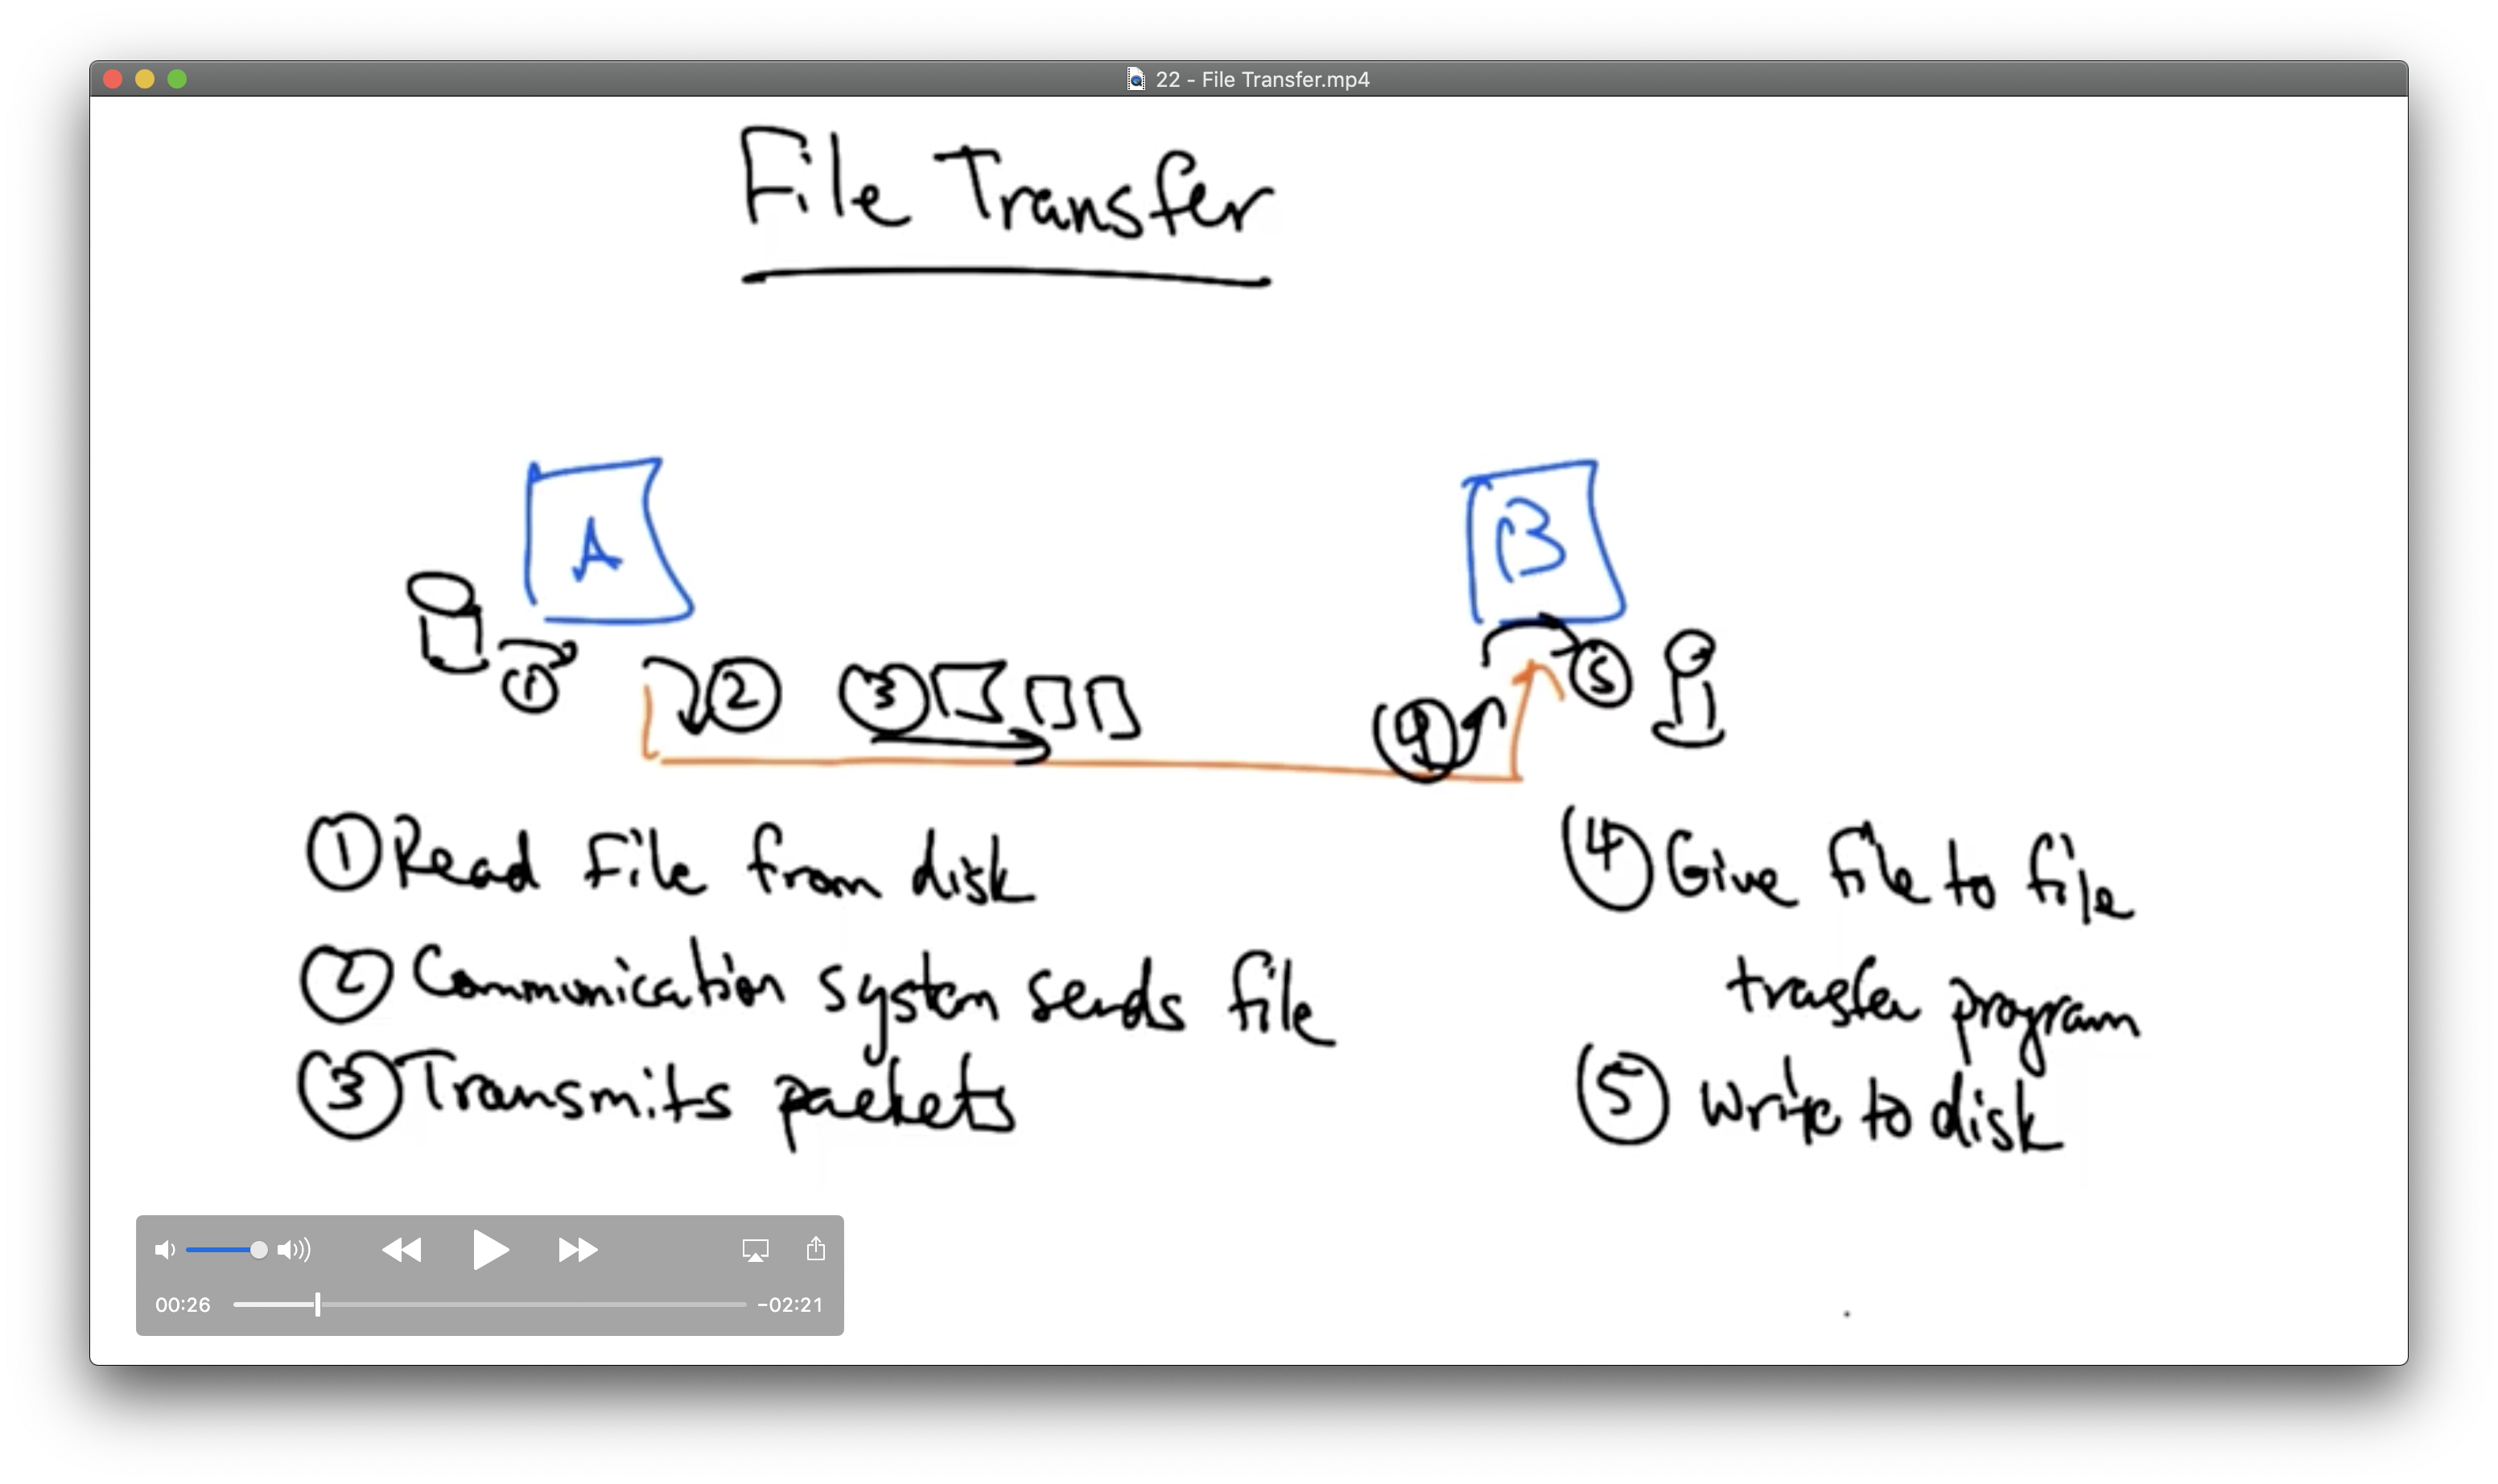 22 - File Transfer.mp4
File Transfer
A
B
①
②
③
④
⑤
① Read File from disk
② Communication system sends file
③ Transmits packets
④ Give file to file
trasfer program
⑤ Write to disk
00:26
-02:21